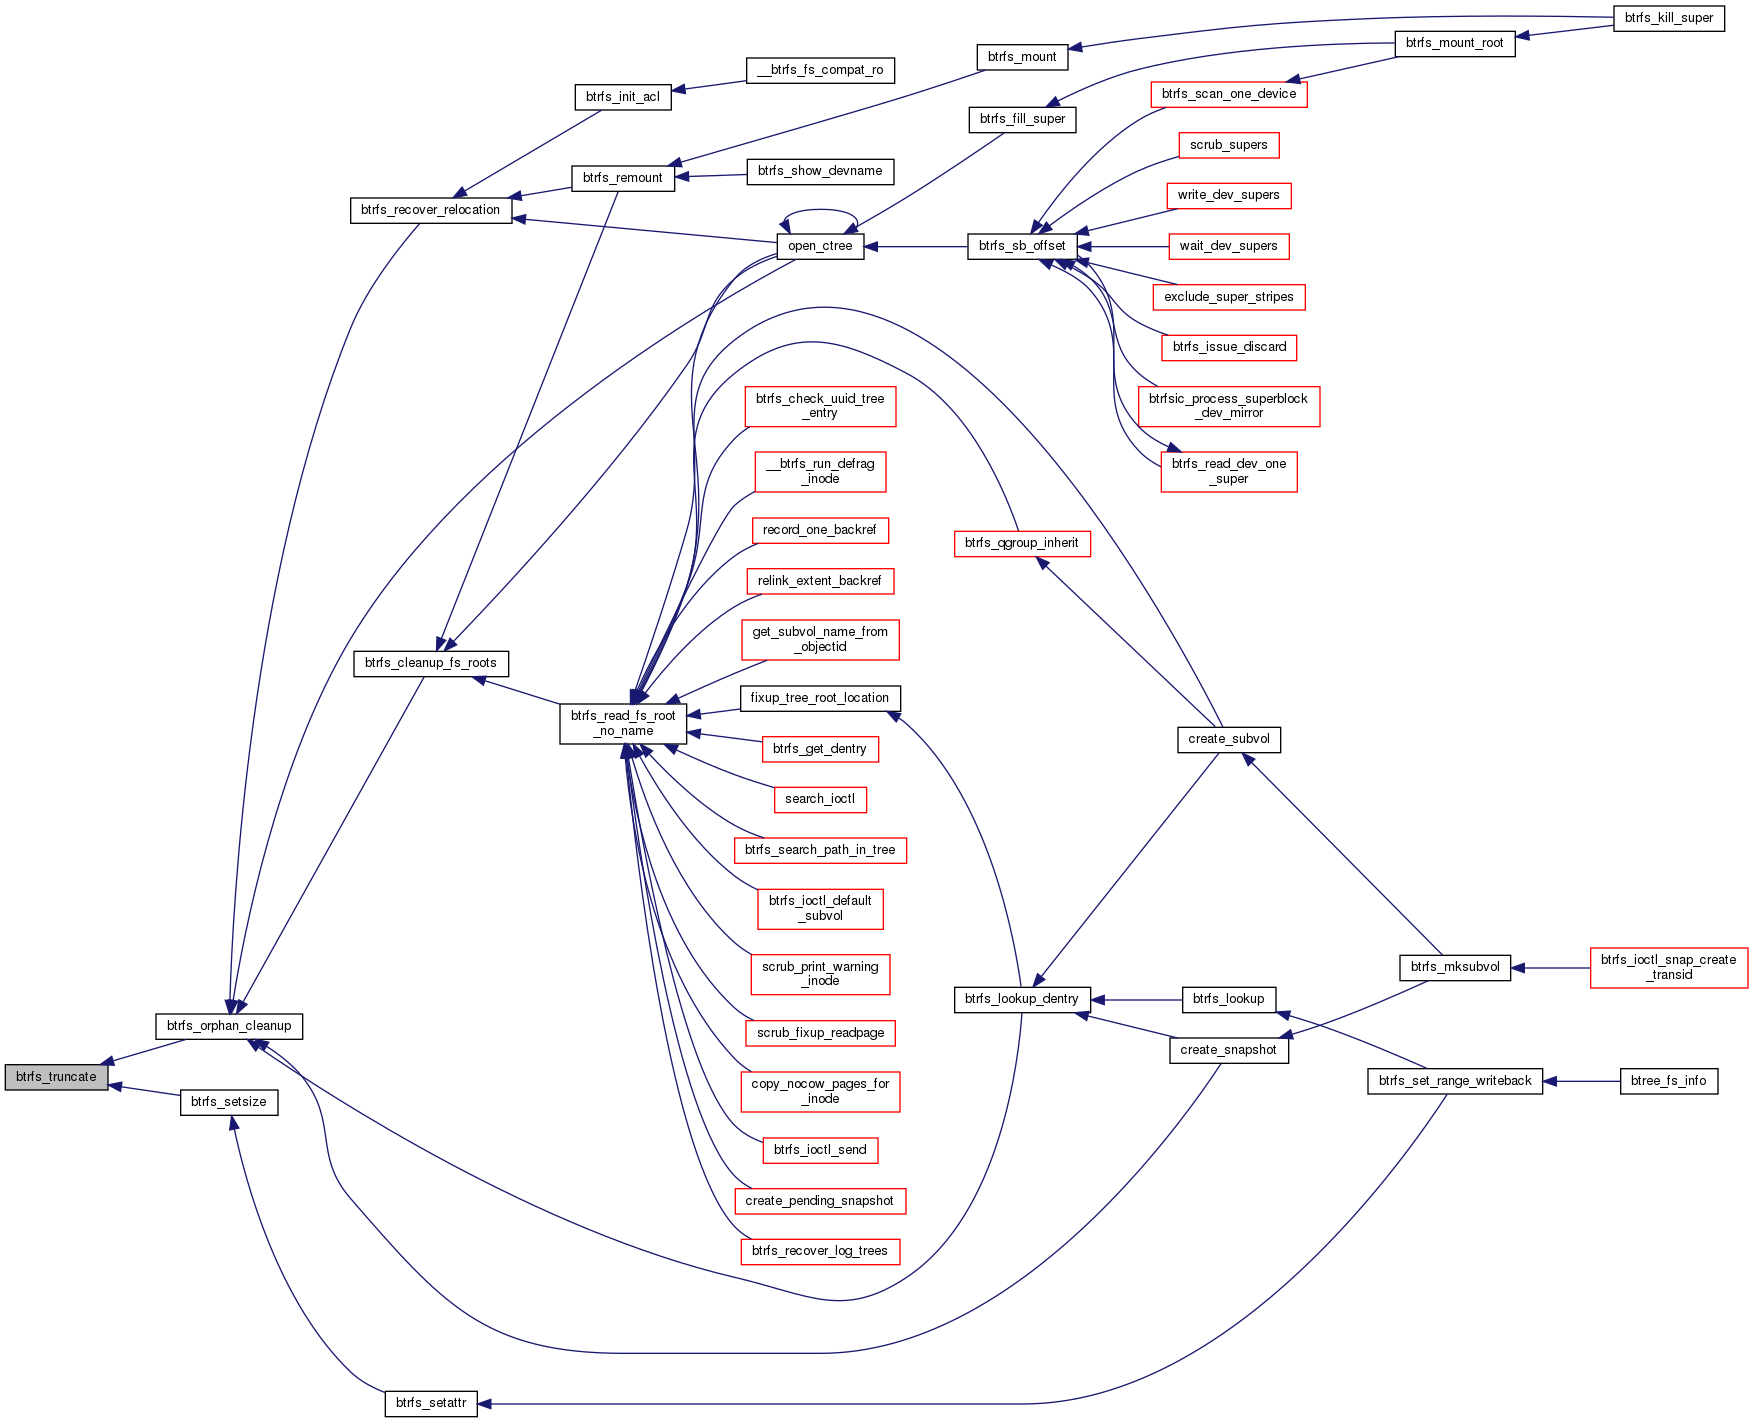 btrfs_kill_super
btrfs_mount_root
btrfs_mount
__btrfs_fs_compat_ro
btrfs_init_acl
btrfs_scan_one_device
btrfs_fill_super
scrub_supers
btrfs_show_devname
btrfs_remount
write_dev_supers
btrfs_recover_relocation
open_ctree
btrfs_sb_offset
wait_dev_supers
exclude_super_stripes
btrfs_issue_discard
btrfs_check_uuid_tree
_entry
btrfsic_process_superblock
_dev_mirror
__btrfs_run_defrag
_inode
btrfs_read_dev_one
_super
record_one_backref
btrfs_qgroup_inherit
relink_extent_backref
get_subvol_name_from
_objectid
btrfs_cleanup_fs_roots
fixup_tree_root_location
btrfs_read_fs_root
_no_name
create_subvol
btrfs_get_dentry
search_ioctl
btrfs_search_path_in_tree
btrfs_ioctl_default
_subvol
scrub_print_warning
_inode
btrfs_mksubvol
btrfs_ioctl_snap_create
_transid
btrfs_lookup_dentry
btrfs_lookup
btrfs_orphan_cleanup
scrub_fixup_readpage
create_snapshot
btrfs_truncate
btrfs_setsize
copy_nocow_pages_for
_inode
btrfs_set_range_writeback
btree_fs_info
btrfs_ioctl_send
create_pending_snapshot
btrfs_recover_log_trees
btrfs_setattr